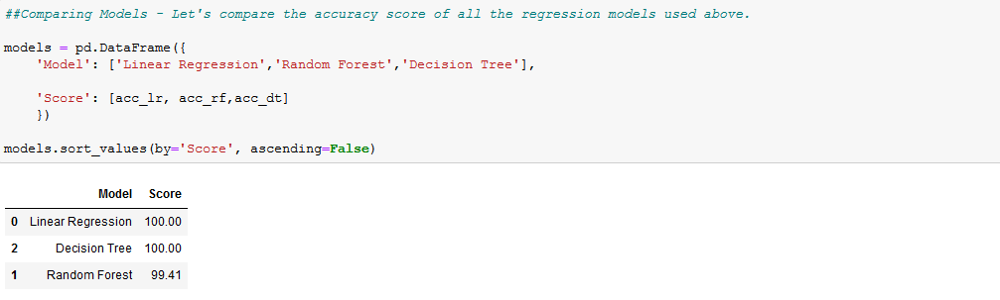 ##Comparing Models - Let's compare the accuracy score of all the regression models used above.
models = pd.DataFrame({
    'Model': ['Linear Regression','Random Forest','Decision Tree'],
    'Score': [acc_lr, acc_rf,acc_dt]
    })
models.sort_values(by='Score', ascending=False)
Model Score
0 Linear Regression 100.00
2 Decision Tree 100.00
1 Random Forest 99.41